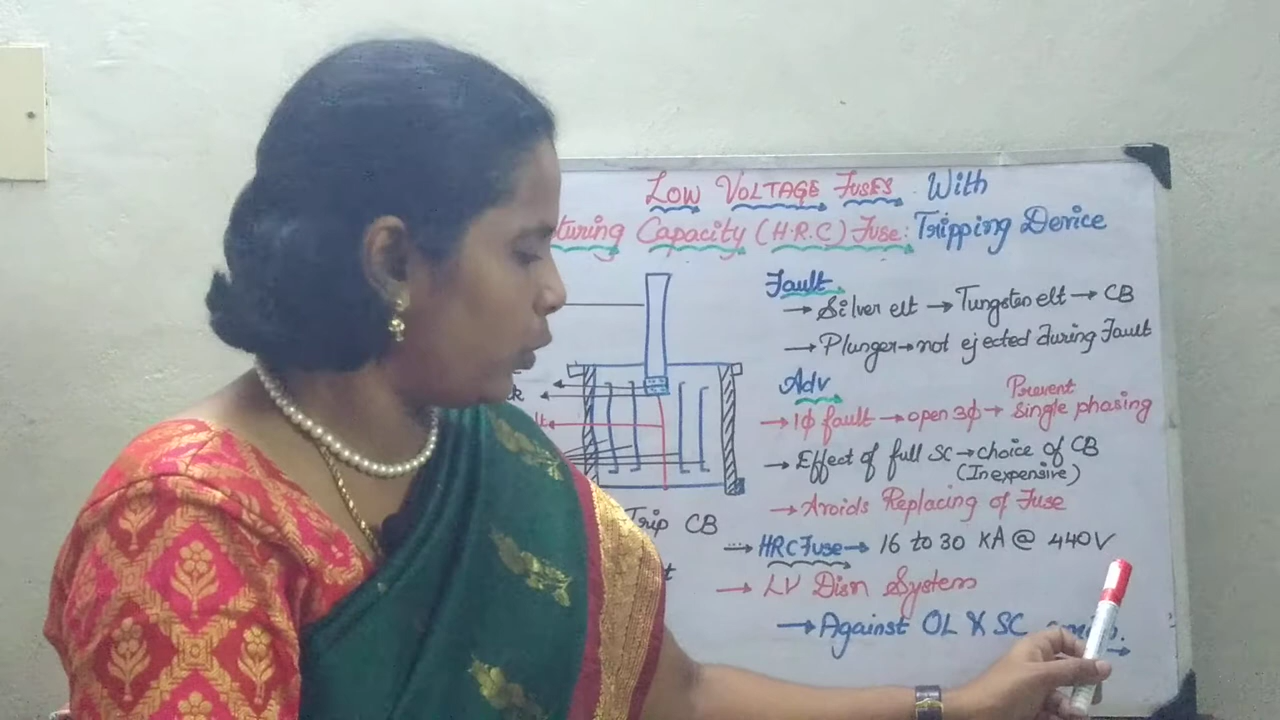 LOW VOLTAGE FUSES With
Capacity (H.R.C) Fuse: Tripping Device
Fault
→ Silver elt → Tungsten elt → CB
→ Plunger → not ejected during fault
Adv
Prevent
→ 1ϕ fault → open 3ϕ → single phasing
→ Effect of full SC → choice of CB
(Inexpensive)
→ Avoids Replacing of Fuse
Trip CB
→ HRC Fuse → 16 to 30 KA @ 440V
→ LV Disn System
→ Against OL & SC